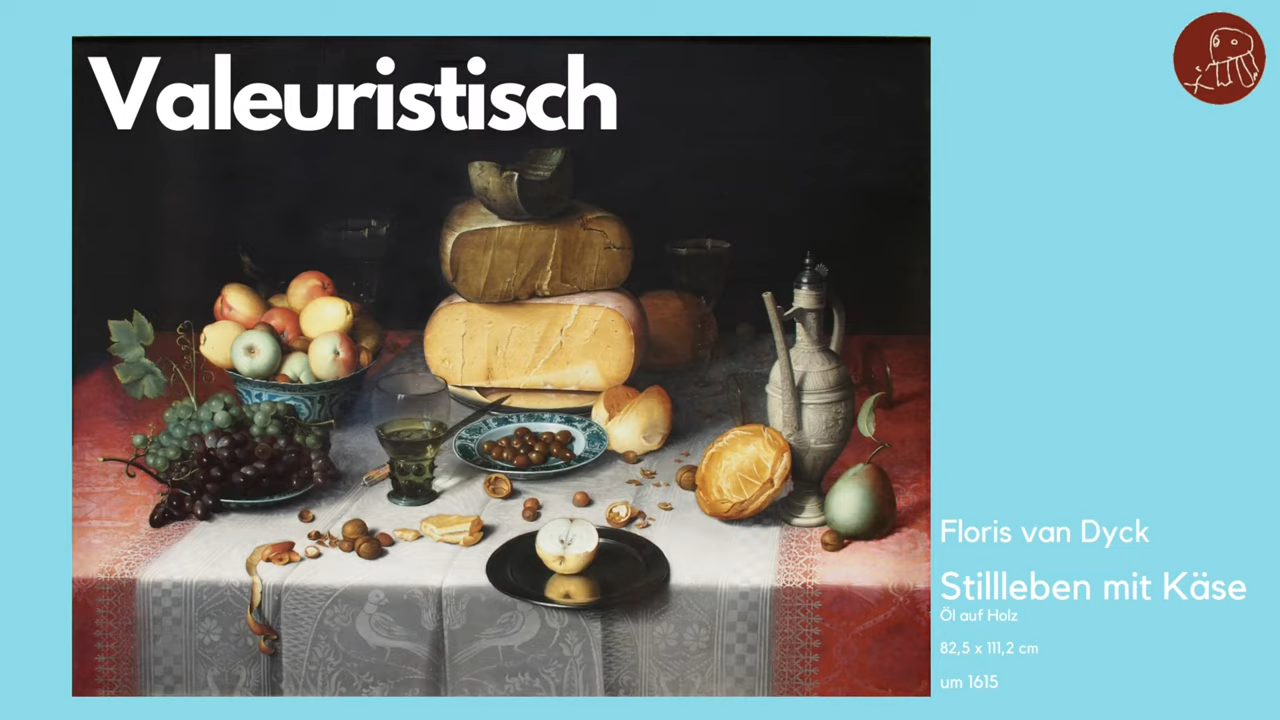 Valeuristisch
Floris van Dyck
Stillleben mit Käse
Öl auf Holz
82,5 x 111,2 cm
um 1615